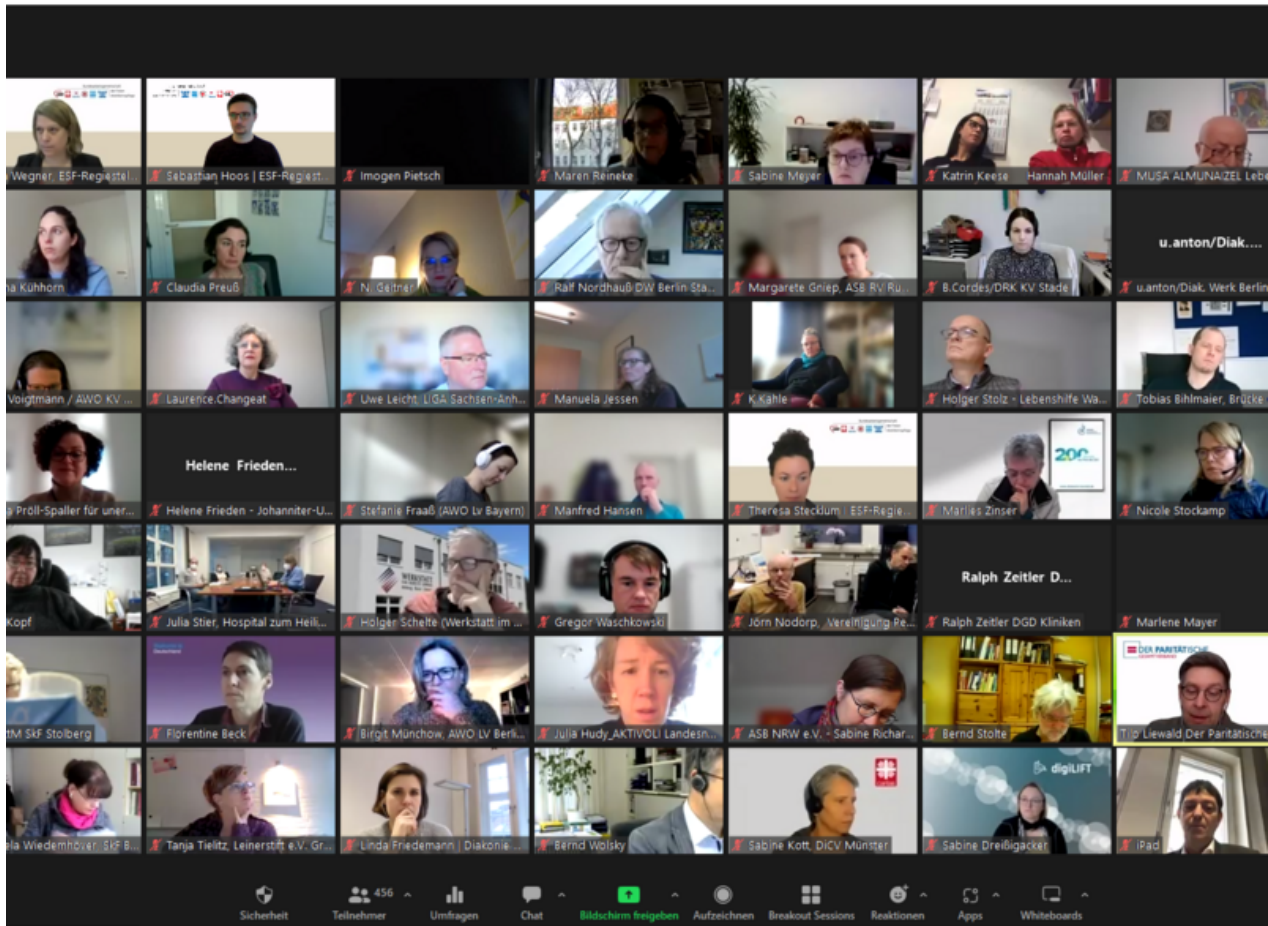 Wegner, ESF-Regiestel...
Sebastian Hoos | ESF-Regiest...
Imogen Pietsch
Maren Reineke
Sabine Meyer
Katrin Keese
Hannah Müller
MUSA ALMUNAIZEL Lebe
na Kühhorn
Claudia Preuß
N. Geitner
Ralf Nordhauß DW Berlin Sta...
Margarete Gniep, ASB RV Ru...
B.Cordes/DRK KV Stade
u.anton/Diak....
u.anton/Diak. Werk Berlin
Voigtmann / AWO KV ...
Laurence.Changeat
Uwe Leicht, LIGA Sachsen-Anh...
Manuela Jessen
K.Kahle
Holger Stolz - Lebenshilfe Wa...
Tobias Bihlmaier, Brücke
200
a Pröll-Spaller für uner...
Helene Frieden...
Helene Frieden - Johanniter-U...
Stefanie Fraaß (AWO Lv Bayern)
Manfred Hansen
Theresa Stecklum | ESF-Regie...
Marlies Zinser
Nicole Stockamp
WERKSTATT
Kopf
Julia Stier, Hospital zum Heili...
Holger Schelte (Werkstatt im ...
Gregor Waschkowski
Jörn Nodorp, Vereinigung Pe...
Ralph Zeitler D...
Ralph Zeitler DGD Kliniken
Marlene Mayer
Deutschland
DER PARITÄTISCHE
GESAMTVERBAND
tM SkF Stolberg
Florentine Beck
Birgit Münchow, AWO LV Berli...
Julia Hudy_AKTIVOLI Landesn...
ASB NRW e.V. - Sabine Richar...
Bernd Stolte
Tilo Liewald Der Paritätische
digiLIFT
ela Wiedemhöver SkF B...
Tanja Tielitz, Leinerstift e.V. Gr...
Linda Friedemann | Diakonie ...
Bernd Wolsky
Sabine Kott, DiCV Münster
Sabine Dreißigacker
iPad
456
Sicherheit
Teilnehmer
Umfragen
Chat
Bildschirm freigeben
Aufzeichnen
Breakout Sessions
Reaktionen
Apps
Whiteboards